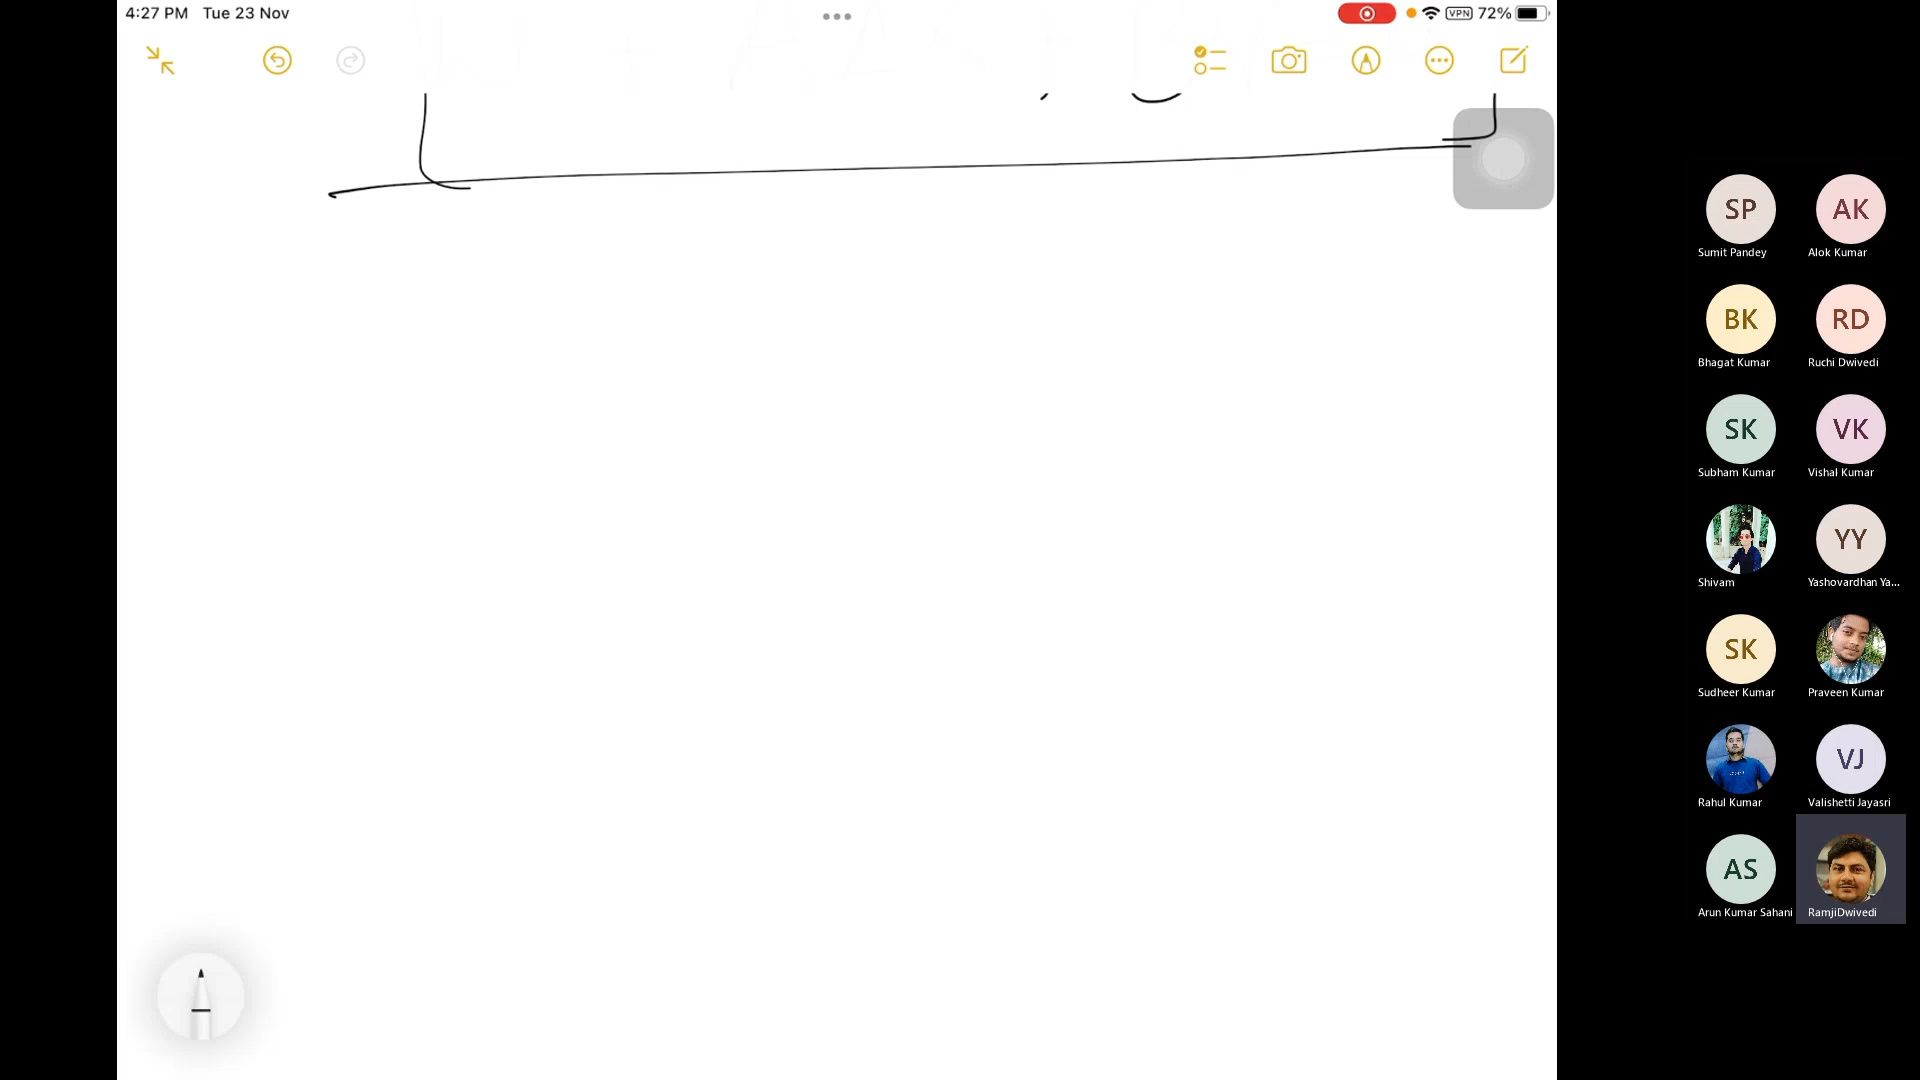 4:27 PM Tue 23 Nov
VPN 72%
SP AK
Sumit Pandey Alok Kumar
BK RD
Bhagat Kumar Ruchi Dwivedi
SK VK
Subham Kumar Vishal Kumar
YY
Shivam Yashovardhan Ya...
SK
Sudheer Kumar Praveen Kumar
VJ
Rahul Kumar Valishetti Jayasri
AS
Arun Kumar Sahani RamjiDwivedi